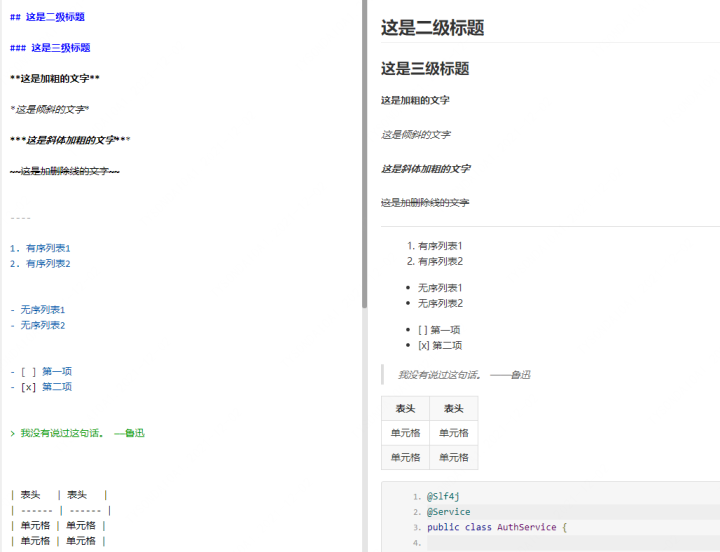 ## 这是二级标题
### 这是三级标题
**这是加粗的文字**
*这是倾斜的文字*
***这是斜体加粗的文字***
~~这是加删除线的文字~~
----
1. 有序列表1
2. 有序列表2
- 无序列表1
- 无序列表2
- [ ] 第一项
- [x] 第二项
> 我没有说过这句话。 ——鲁迅
| 表头 | 表头 |
| ------ | ------ |
| 单元格 | 单元格 |
| 单元格 | 单元格 |
这是二级标题
这是三级标题
这是加粗的文字
这是倾斜的文字
这是斜体加粗的文字
这是加删除线的文字
1. 有序列表1
2. 有序列表2
• 无序列表1
• 无序列表2
• [ ] 第一项
• [x] 第二项
我没有说过这句话。 ——鲁迅
表头 表头
单元格 单元格
单元格 单元格
1. @Slf4j
2. @Service
3. public class AuthService {
4.